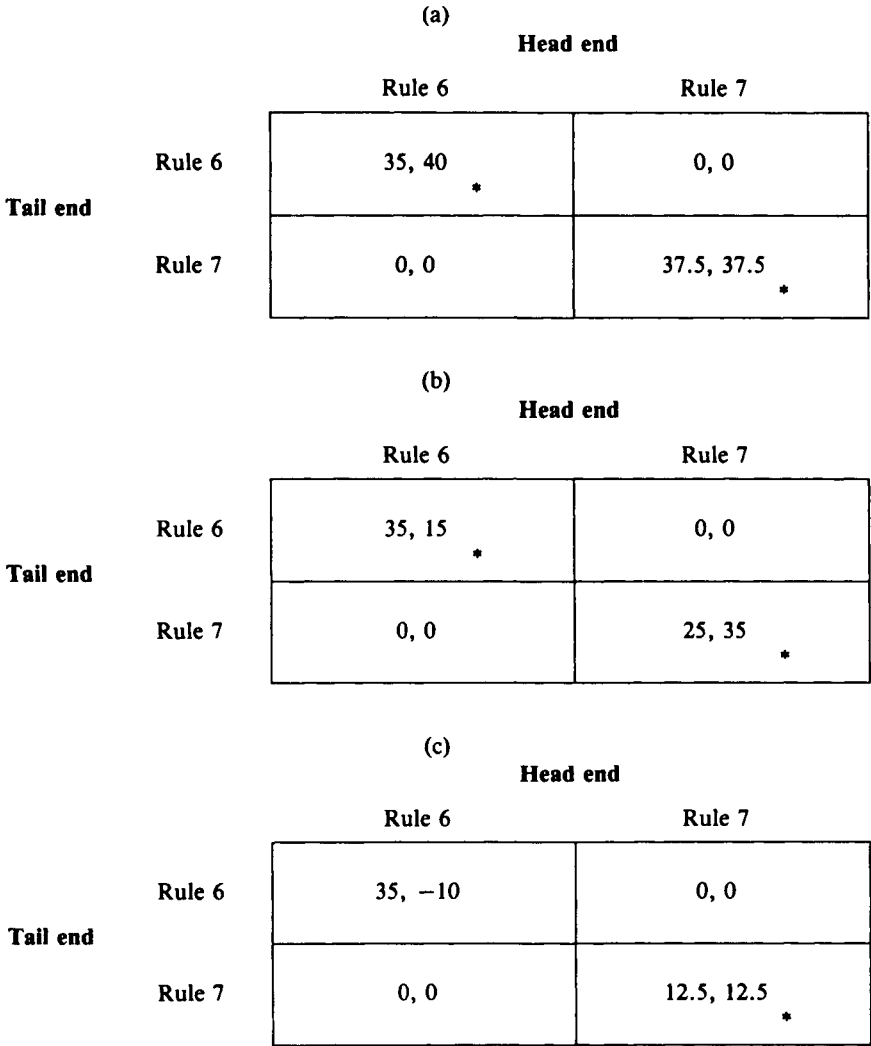 (a)
Head end
Rule 6 Rule 7
Rule 6 35, 40 0, 0
*
Tail end
Rule 7 0, 0 37.5, 37.5
*
(b)
Head end
Rule 6 Rule 7
Rule 6 35, 15 0, 0
*
Tail end
Rule 7 0, 0 25, 35
*
(c)
Head end
Rule 6 Rule 7
Rule 6 35, −10 0, 0
Tail end
Rule 7 0, 0 12.5, 12.5
*